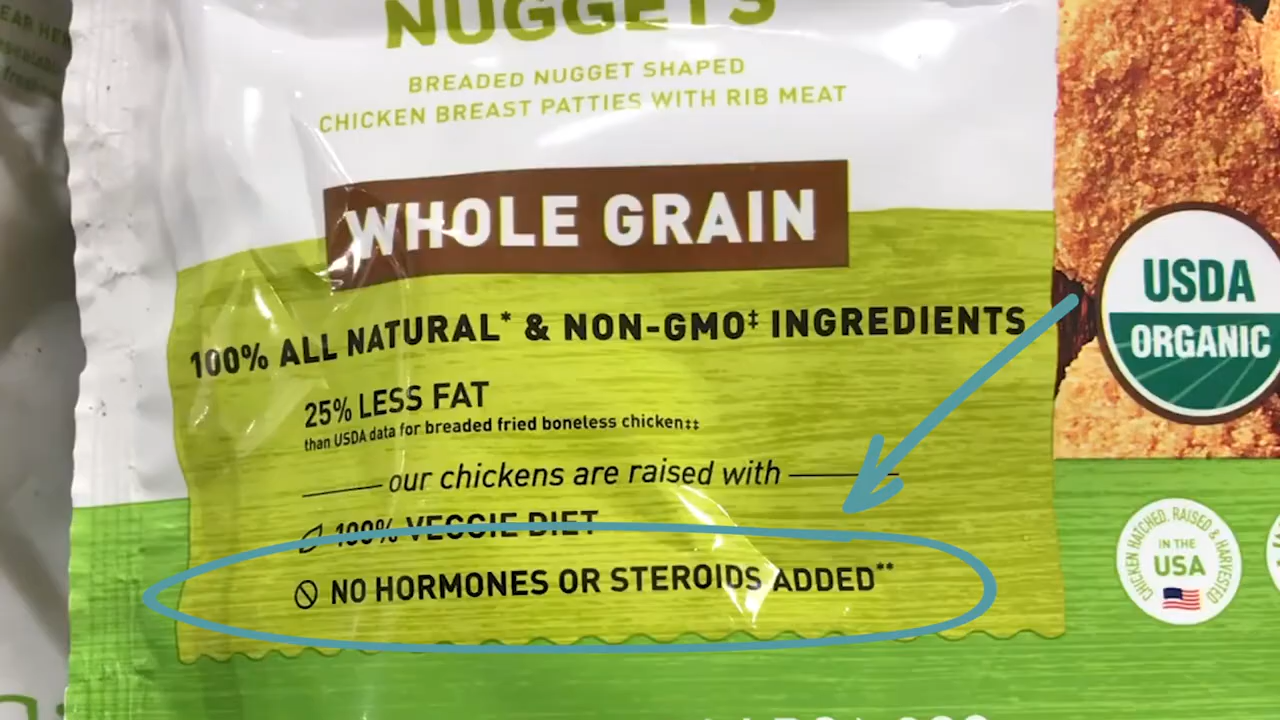 NUGGETS
BREADED NUGGET SHAPED
CHICKEN BREAST PATTIES WITH RIB MEAT
WHOLE GRAIN
100% ALL NATURAL* & NON-GMO‡ INGREDIENTS
25% LESS FAT
than USDA data for breaded fried boneless chicken‡‡
our chickens are raised with
100% VEGGIE DIET
NO HORMONES OR STEROIDS ADDED**
USDA
ORGANIC
CHICKEN HATCHED, RAISED & HARVESTED
IN THE
USA